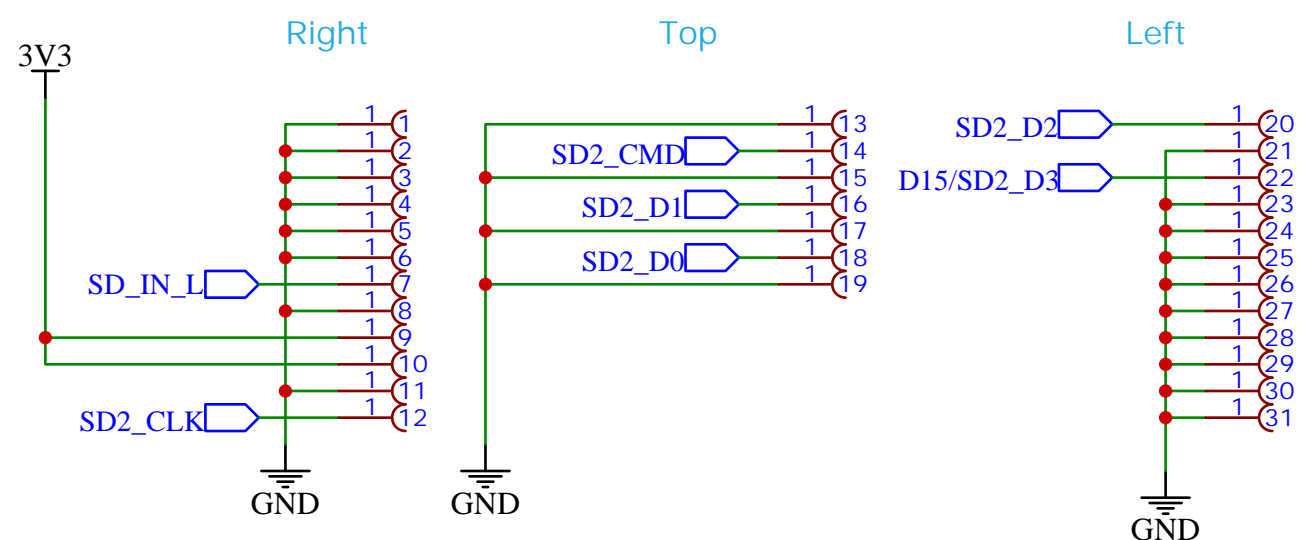 Right
Top
Left
3V3
1 1
1 2
1 3
1 4
1 5
1 6
SD_IN_L 1 7
1 8
1 9
1 10
1 11
SD2_CLK 1 12
GND
1 13
SD2_CMD 1 14
1 15
SD2_D1 1 16
1 17
SD2_D0 1 18
1 19
GND
SD2_D2 1 20
1 21
D15/SD2_D3 1 22
1 23
1 24
1 25
1 26
1 27
1 28
1 29
1 30
1 31
GND